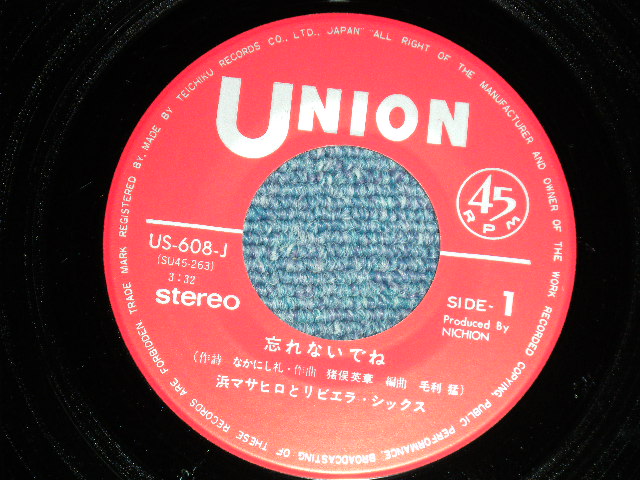 TRADE MARK REGISTERED BY, MADE BY TEICHIKU RECORDS CO., LTD., JAPAN ALL RIGHT OF THE MANUFACTURER AND OWNER OF THE WORK RECORDED COPYING, PUBLIC PERFORMANCE, BROADCASTING OF THESE RECORDS ARE FORBIDDEN
UNION
45
RPM
US-608-J
(SU45-263)
3:32
stereo
SIDE-1
Produced By
NICHION
忘れないでね
(作詩 なかにし礼・作曲 猪俣英章 編曲 毛利 猛)
浜マサヒロとリビエラ・シックス